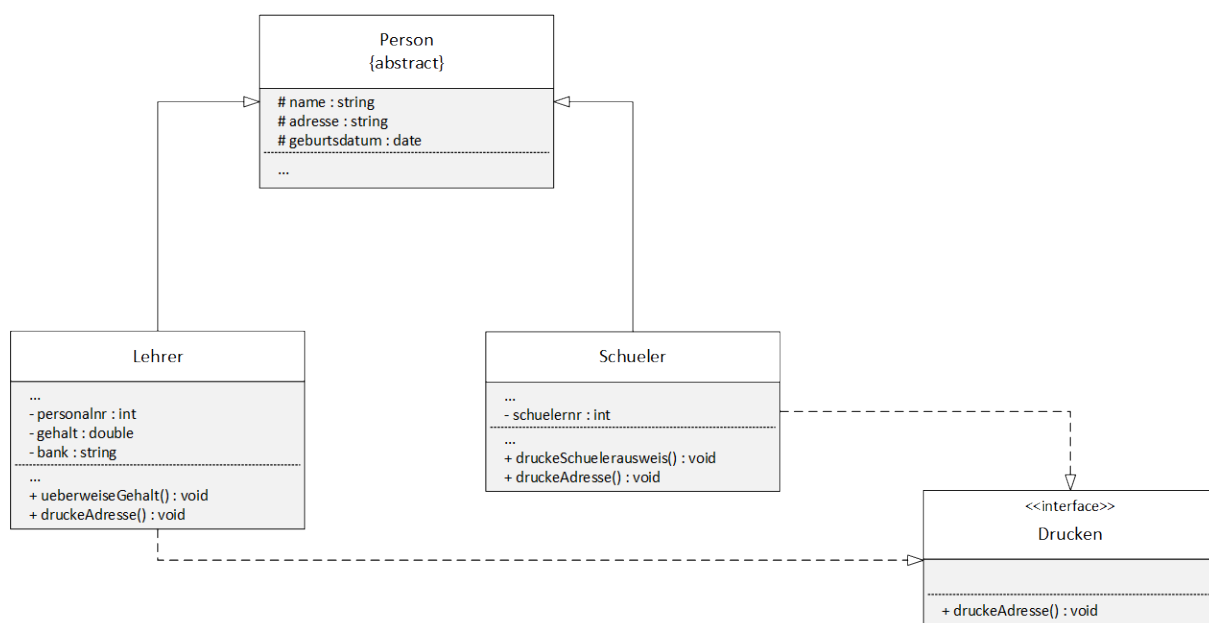 Person
{abstract}
# name : string
# adresse : string
# geburtsdatum : date
...
Lehrer
...
- personalnr : int
- gehalt : double
- bank : string
...
+ ueberweiseGehalt() : void
+ druckeAdresse() : void
Schueler
...
- schuelernr : int
...
+ druckeSchuelerausweis() : void
+ druckeAdresse() : void
<<interface>>
Drucken
+ druckeAdresse() : void